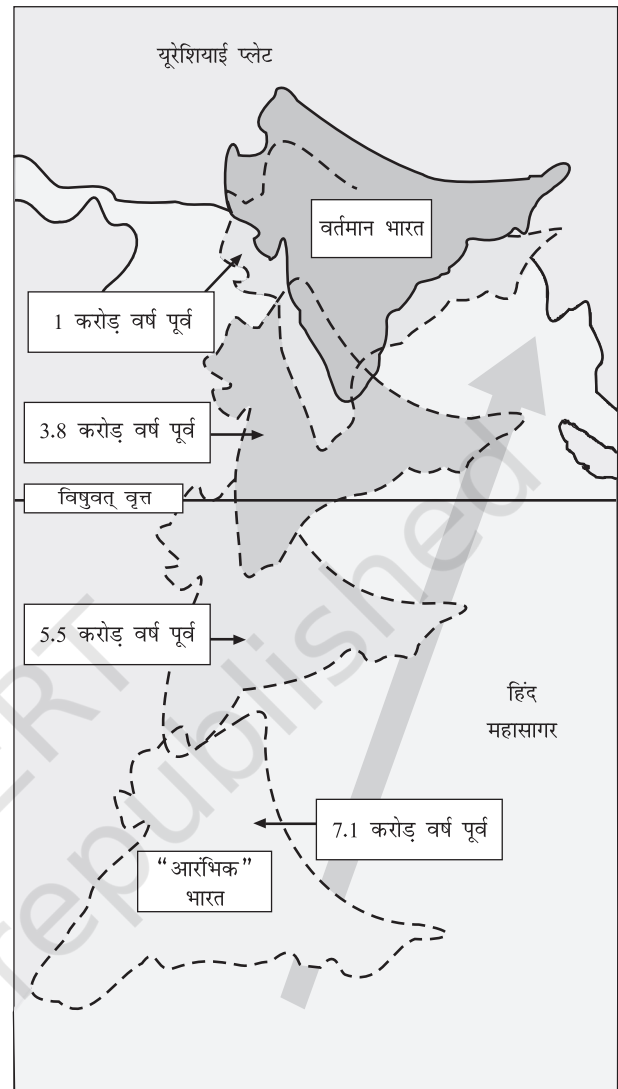 यूरेशियाई प्लेट
वर्तमान भारत
1 करोड़ वर्ष पूर्व
3.8 करोड़ वर्ष पूर्व
विषुवत् वृत्त
5.5 करोड़ वर्ष पूर्व
हिंद
महासागर
7.1 करोड़ वर्ष पूर्व
“आरंभिक”
भारत
republished